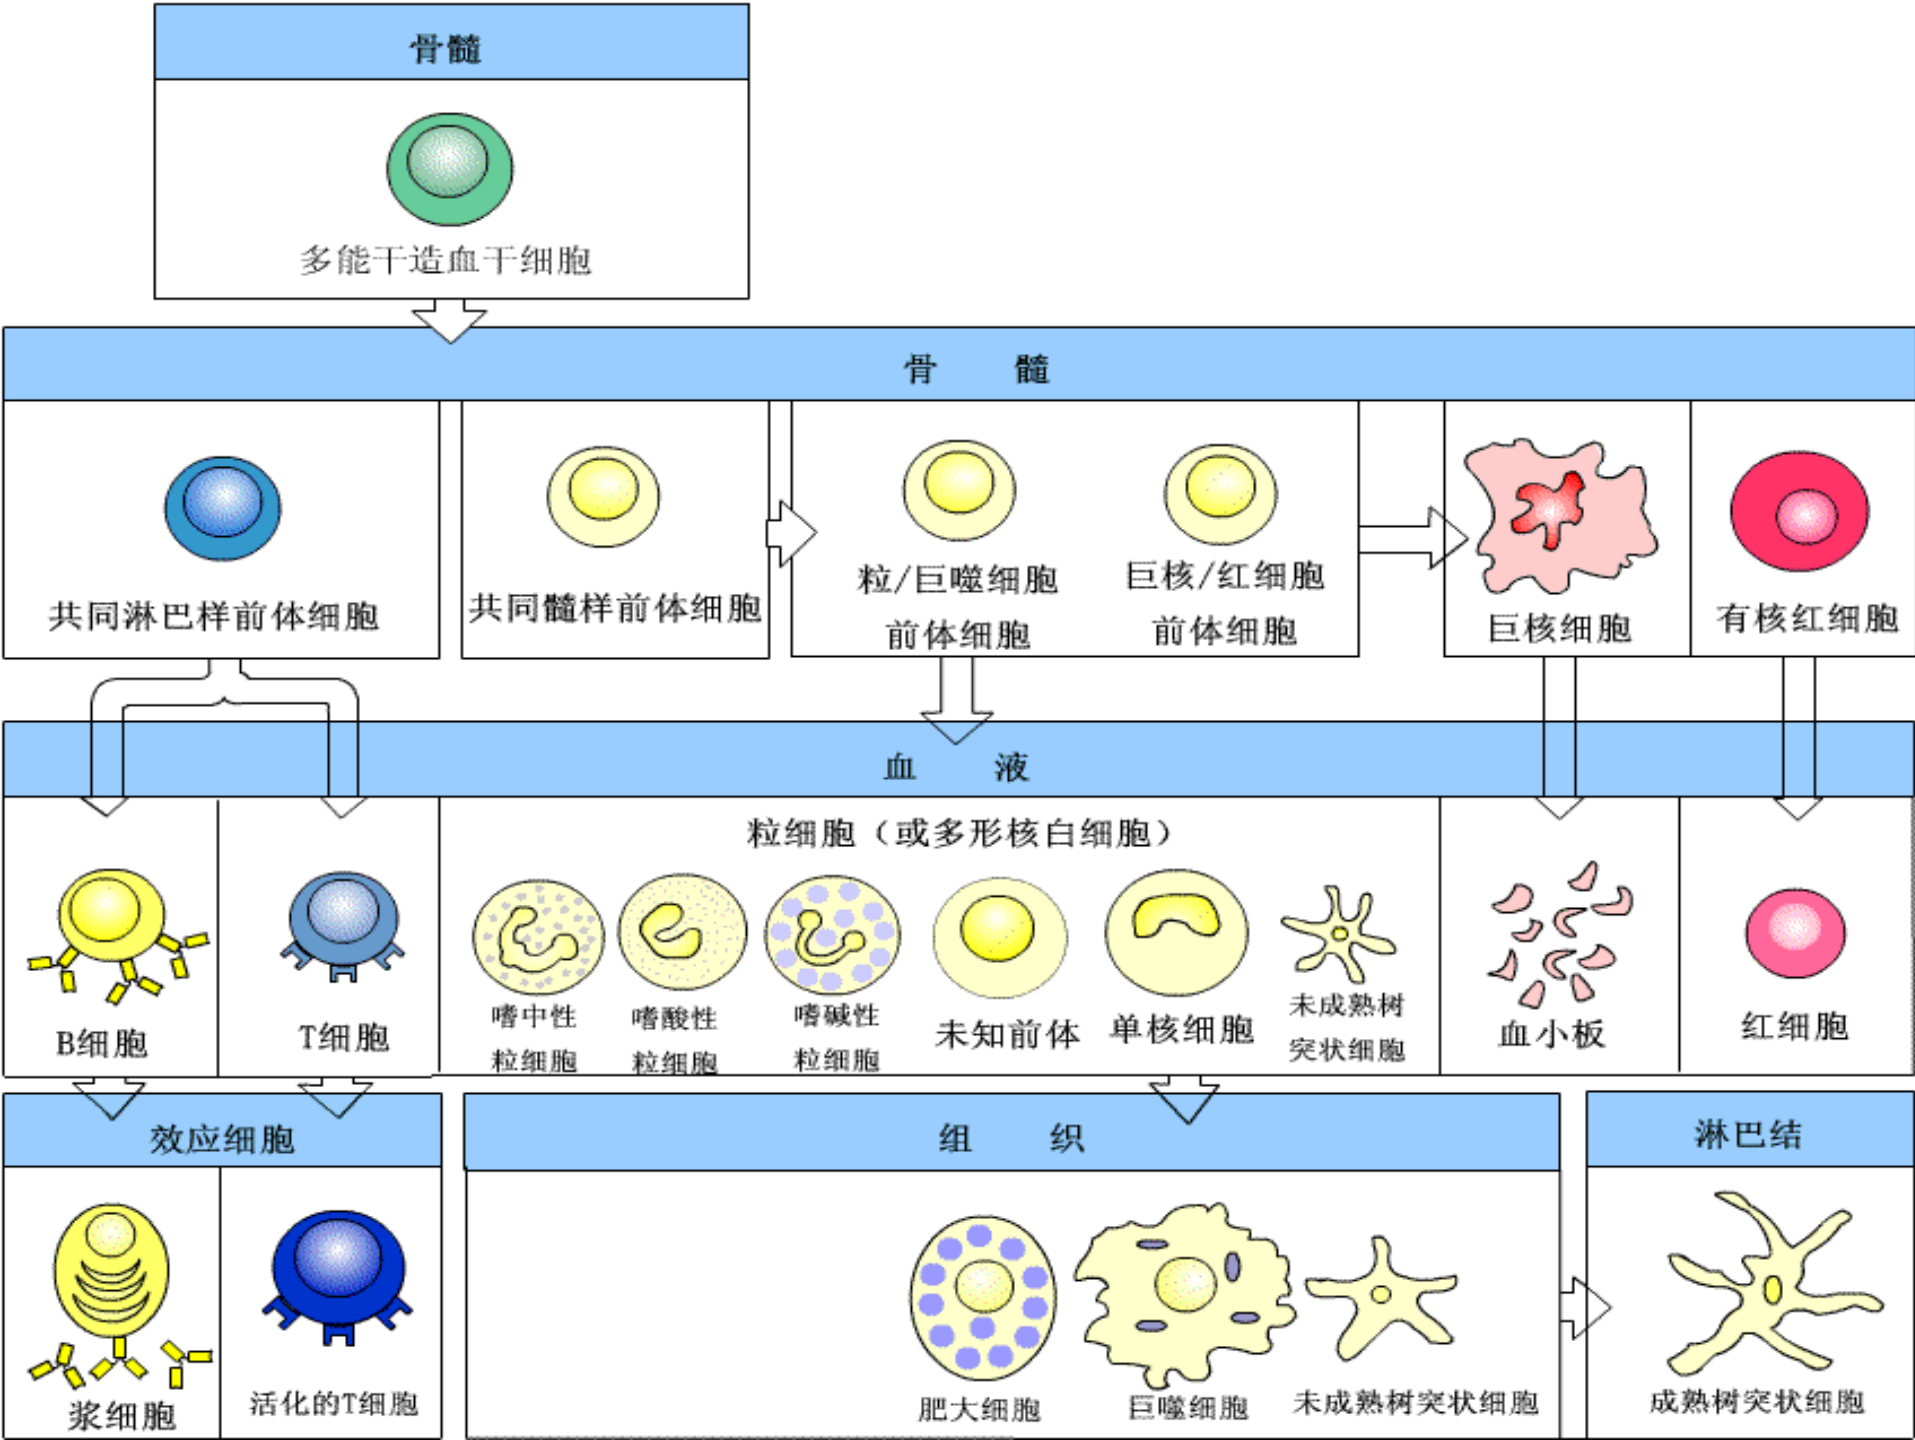 骨髓
多能干造血干细胞
骨 髓
共同淋巴样前体细胞
共同髓样前体细胞
粒/巨噬细胞
前体细胞
巨核/红细胞
前体细胞
巨核细胞
有核红细胞
血 液
粒细胞（或多形核白细胞）
B细胞
T细胞
嗜中性
粒细胞
嗜酸性
粒细胞
嗜碱性
粒细胞
未知前体
单核细胞
未成熟树
突状细胞
血小板
红细胞
效应细胞
组 织
淋巴结
浆细胞
活化的T细胞
肥大细胞
巨噬细胞
未成熟树突状细胞
成熟树突状细胞